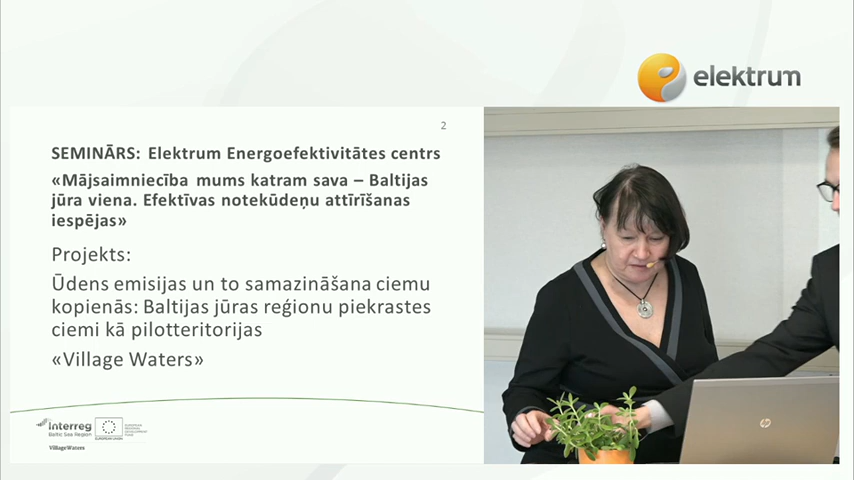 elektrum
2
SEMINĀRS: Elektrum Energoefektivitātes centrs
«Mājsaimniecība mums katram sava – Baltijas
jūra viena. Efektīvas notekūdeņu attīrīšanas
iespējas»
Projekts:
Ūdens emisijas un to samazināšana ciemu
kopienās: Baltijas jūras reģionu piekrastes
ciemi kā pilotteritorijas
«Village Waters»
Interreg
Baltic Sea Region
EUROPEAN UNION
EUROPEAN
REGIONAL
DEVELOPMENT
FUND
VillageWaters
hp